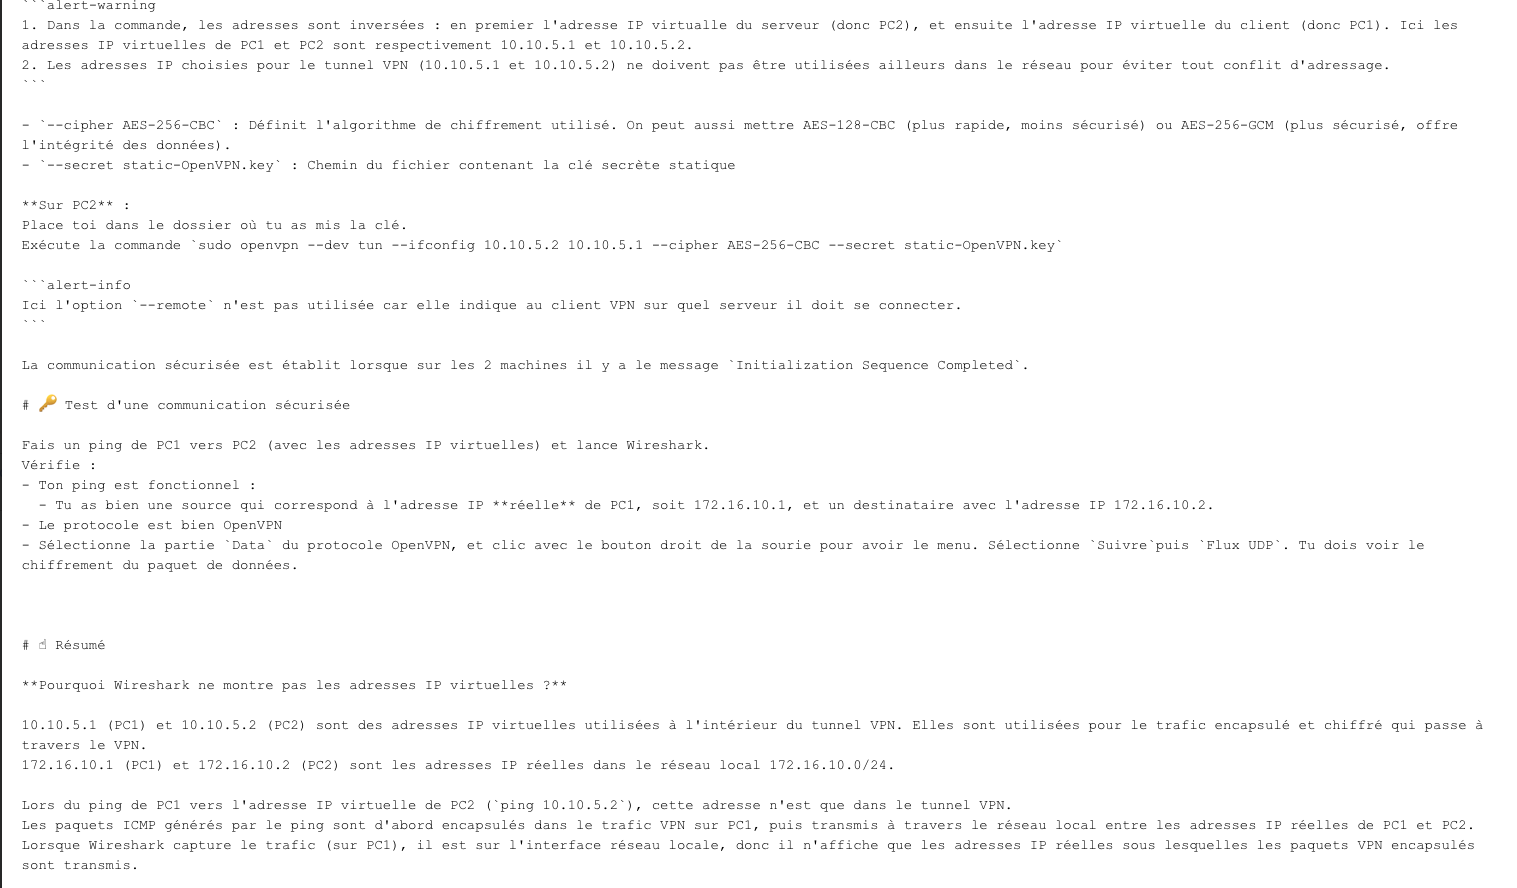 ```alert-warning
1. Dans la commande, les adresses sont inversées : en premier l'adresse IP virtualle du serveur (donc PC2), et ensuite l'adresse IP virtuelle du client (donc PC1). Ici les
adresses IP virtuelles de PC1 et PC2 sont respectivement 10.10.5.1 et 10.10.5.2.
2. Les adresses IP choisies pour le tunnel VPN (10.10.5.1 et 10.10.5.2) ne doivent pas être utilisées ailleurs dans le réseau pour éviter tout conflit d'adressage.
```
- `--cipher AES-256-CBC` : Définit l'algorithme de chiffrement utilisé. On peut aussi mettre AES-128-CBC (plus rapide, moins sécurisé) ou AES-256-GCM (plus sécurisé, offre
l'intégrité des données).
- `--secret static-OpenVPN.key` : Chemin du fichier contenant la clé secrète statique
**Sur PC2** :
Place toi dans le dossier où tu as mis la clé.
Exécute la commande `sudo openvpn --dev tun --ifconfig 10.10.5.2 10.10.5.1 --cipher AES-256-CBC --secret static-OpenVPN.key`
```alert-info
Ici l'option `--remote` n'est pas utilisée car elle indique au client VPN sur quel serveur il doit se connecter.
```
La communication sécurisée est établit lorsque sur les 2 machines il y a le message `Initialization Sequence Completed`.
# 🔑 Test d'une communication sécurisée
Fais un ping de PC1 vers PC2 (avec les adresses IP virtuelles) et lance Wireshark.
Vérifie :
- Ton ping est fonctionnel :
  - Tu as bien une source qui correspond à l'adresse IP **réelle** de PC1, soit 172.16.10.1, et un destinataire avec l'adresse IP 172.16.10.2.
- Le protocole est bien OpenVPN
- Sélectionne la partie `Data` du protocole OpenVPN, et clic avec le bouton droit de la sourie pour avoir le menu. Sélectionne `Suivre`puis `Flux UDP`. Tu dois voir le
chiffrement du paquet de données.
# ☝ Résumé
**Pourquoi Wireshark ne montre pas les adresses IP virtuelles ?**
10.10.5.1 (PC1) et 10.10.5.2 (PC2) sont des adresses IP virtuelles utilisées à l'intérieur du tunnel VPN. Elles sont utilisées pour le trafic encapsulé et chiffré qui passe à
travers le VPN.
172.16.10.1 (PC1) et 172.16.10.2 (PC2) sont les adresses IP réelles dans le réseau local 172.16.10.0/24.
Lors du ping de PC1 vers l'adresse IP virtuelle de PC2 (`ping 10.10.5.2`), cette adresse n'est que dans le tunnel VPN.
Les paquets ICMP générés par le ping sont d'abord encapsulés dans le trafic VPN sur PC1, puis transmis à travers le réseau local entre les adresses IP réelles de PC1 et PC2.
Lorsque Wireshark capture le trafic (sur PC1), il est sur l'interface réseau locale, donc il n'affiche que les adresses IP réelles sous lesquelles les paquets VPN encapsulés
sont transmis.